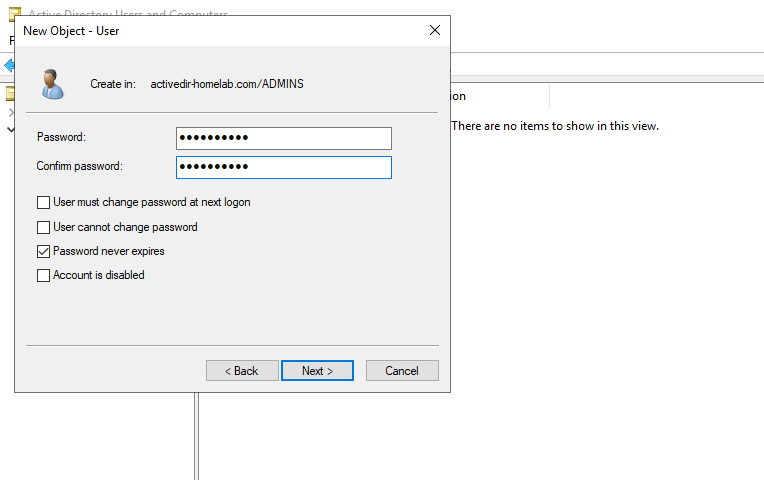 Active Directory Users and Computers
New Object - User
Create in: activedir-homelab.com/ADMINS
ion
Password: ●●●●●●●●●●
There are no items to show in this view.
Confirm password: ●●●●●●●●●●
User must change password at next logon
User cannot change password
Password never expires
Account is disabled
< Back
Next >
Cancel